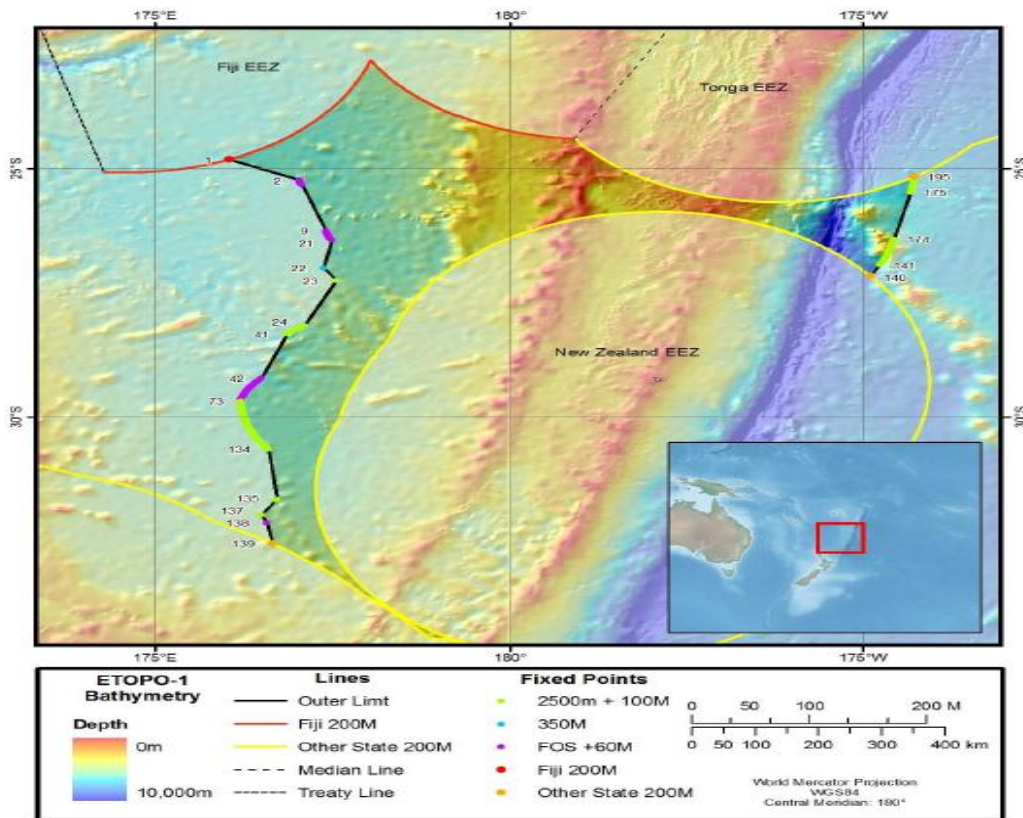 175°E 180° 175°W
Fiji EEZ
Tonga EEZ
25°S 25°S
1
2
9
21
22
23
24
41
42
73
134
135
137
138
139
195
175
174
141
140
New Zealand EEZ
30°S 30°S
175°E 180° 175°W
ETOPO-1
Bathymetry
Depth
0m
10,000m
Lines
Outer Limt
Fiji 200M
Other State 200M
Median Line
Treaty Line
Fixed Points
2500m + 100M
350M
FOS +60M
Fiji 200M
Other State 200M
0 50 100 200 M
0 50 100 200 300 400 km
World Mercator Projection
WGS84
Central Meridian: 180°